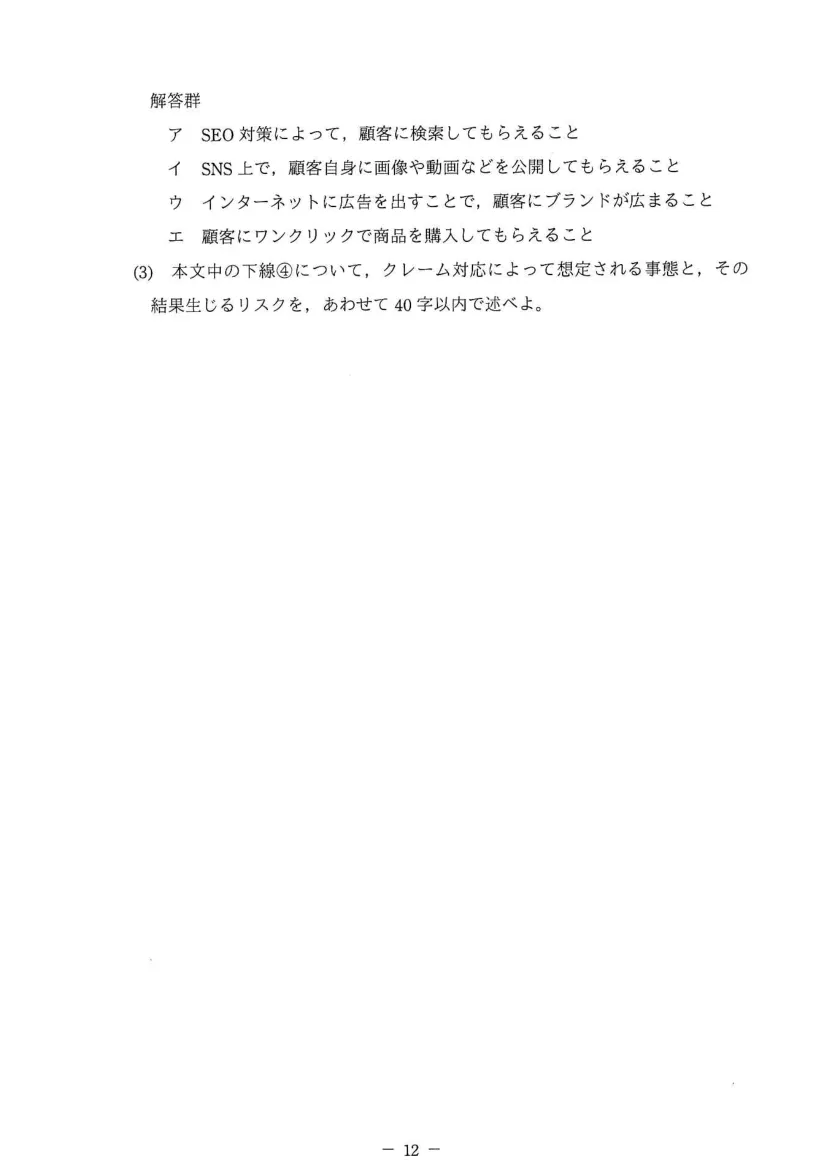 解答群
ア SEO 対策によって，顧客に検索してもらえること
イ SNS 上で，顧客自身に画像や動画などを公開してもらえること
ウ インターネットに広告を出すことで，顧客にブランドが広まること
エ 顧客にワンクリックで商品を購入してもらえること
(3) 本文中の下線④について，クレーム対応によって想定される事態と，その
結果生じるリスクを，あわせて 40 字以内で述べよ。
－ 12 －